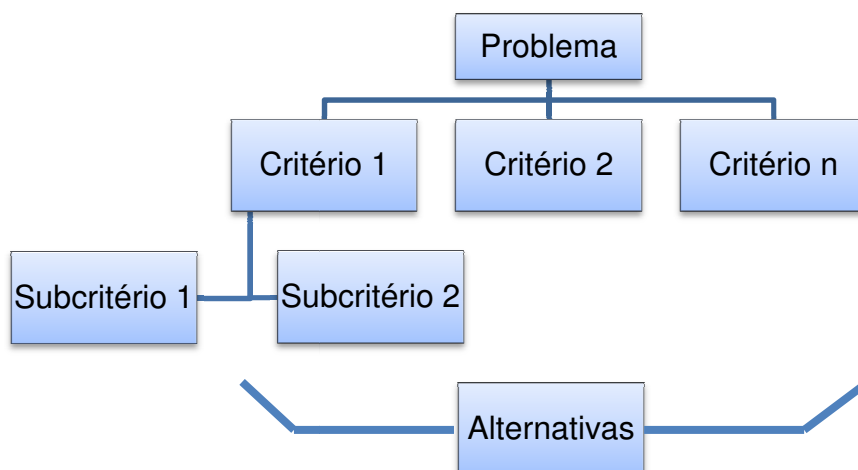 Problema
Critério 1
Critério 2
Critério n
Subcritério 1
Subcritério 2
Alternativas